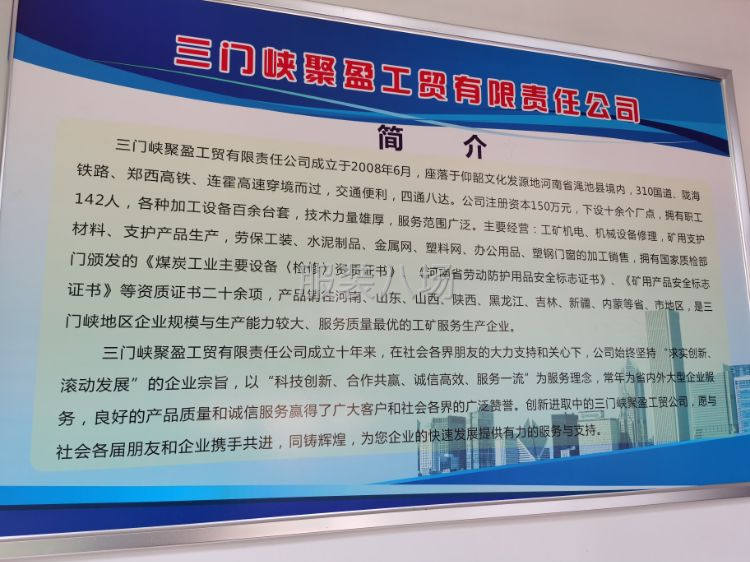 三门峡聚盈工贸有限责任公司
简 介
三门峡聚盈工贸有限责任公司成立于2008年6月，座落于仰韶文化发源地河南省渑池县境内，310国道、陇海
铁路、郑西高铁、连霍高速穿境而过，交通便利，四通八达。公司注册资本150万元，下设十余个厂点，拥有职工
142人，各种加工设备百余台套，技术力量雄厚，服务范围广泛。主要经营：工矿机电、机械设备修理，矿用支护
材料、支护产品生产，劳保工装、水泥制品、金属网、塑料网、办公用品、塑钢门窗的加工销售，拥有国家质检部
门颁发的《煤炭工业主要设备（检修）资质证书》、《河南省劳动防护用品安全标志证书》、《矿用产品安全标志
证书》等资质证书二十余项，产品销往河南、山东、山西、陕西、黑龙江、吉林、新疆、内蒙等省、市地区，是三
门峡地区企业规模与生产能力较大、服务质量最优的工矿服务生产企业。
三门峡聚盈工贸有限责任公司成立十年来，在社会各界朋友的大力支持和关心下，公司始终坚持“求实创新、
滚动发展”的企业宗旨，以“科技创新、合作共赢、诚信高效、服务一流”为服务理念，常年为省内外大型企业服
务，良好的产品质量和诚信服务赢得了广大客户和社会各界的广泛赞誉。创新进取中的三门峡聚盈工贸公司，愿与
社会各届朋友和企业携手共进，同铸辉煌，为您企业的快速发展提供有力的服务与支持。
服装八场